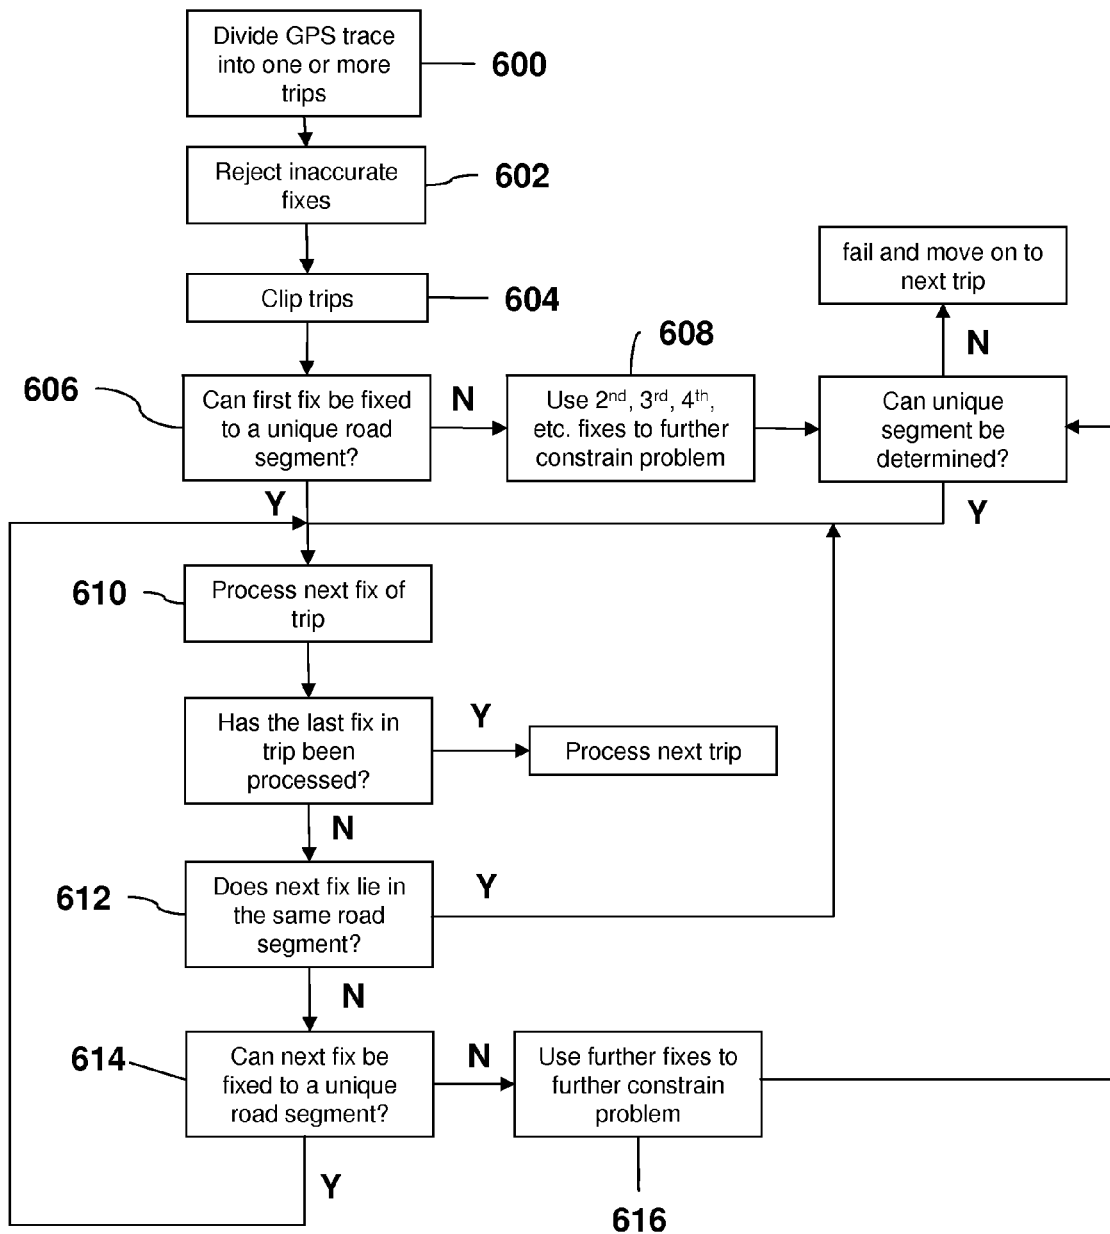 Divide GPS trace
into one or more
trips
600
Reject inaccurate
fixes
602
Clip trips
604
fail and move on to
next trip
N
606
Can first fix be fixed
to a unique road
segment?
N
608
Use 2nd, 3rd, 4th,
etc. fixes to further
constrain problem
Can unique
segment be
determined?
Y
Y
610
Process next fix of
trip
Has the last fix in
trip been
processed?
Y
Process next trip
N
612
Does next fix lie in
the same road
segment?
Y
N
614
Can next fix be
fixed to a unique
road segment?
N
Use further fixes to
further constrain
problem
Y
616